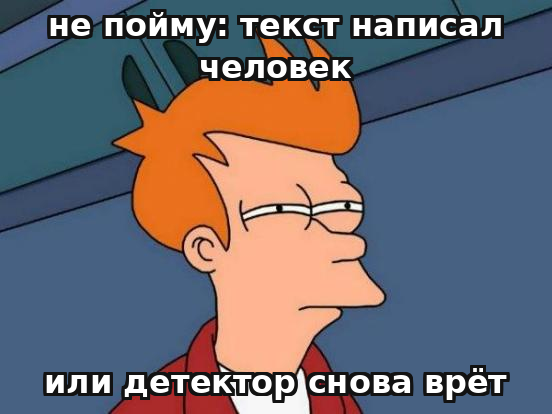 не пойму: текст написал
человек
или детектор снова врёт